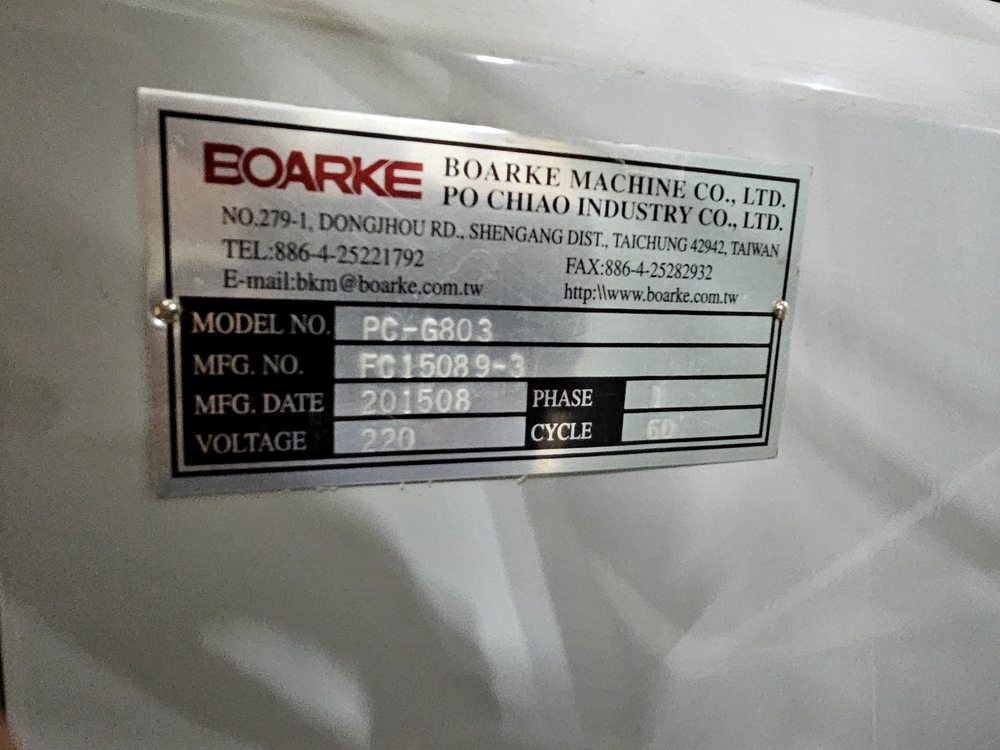 BOARKE
BOARKE MACHINE CO., LTD.
PO CHIAO INDUSTRY CO., LTD.
NO.279-1, DONGJHOU RD., SHENGANG DIST., TAICHUNG 42942, TAIWAN
TEL:886-4-25221792 FAX:886-4-25282932
E-mail:bkm@boarke.com.tw http:\\www.boarke.com.tw
MODEL NO. PC-G803
MFG. NO. FC15089-3
MFG. DATE 201508 PHASE 1
VOLTAGE 220 CYCLE 60